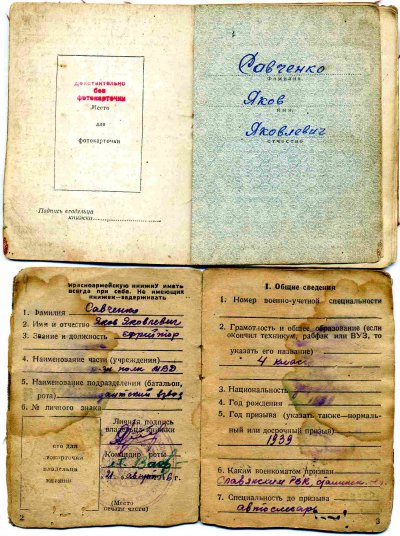 Действительно
без
фотокарточки
Место
для
фотокарточки
Подпись владельца
книжки
Савченко
фамилия
Яков
имя
Яковлевич
отчество
Красноармейскую книжку иметь
всегда при себе. Не имеющих
книжек—задерживать
1. Фамилия Савченко
2. Имя и отчество Яков Яковлевич
3. Звание и должность ефрейтор
4. Наименование части (учреждения)
полк МВД
5. Наименование подразделения (батальон,
рота) взвод
6. № личного знака
Личная подпись
владельца книжки
Командир роты
(Место
печати части)
фотокарточки
владельца
книжки
2
I. Общие сведения
1. Номер военно-учетной специальности
2. Грамотность и общее образование (если
окончил техникум, рабфак или ВУЗ, то
указать его название)
4 класс
3. Национальность
4. Год рождения
5. Год призыва (указать также—нормаль-
ный или досрочный призыв)
1939
6. Каким военкоматом призван
Славянским РВК,
7. Специальность до призыва
автослесарь
3